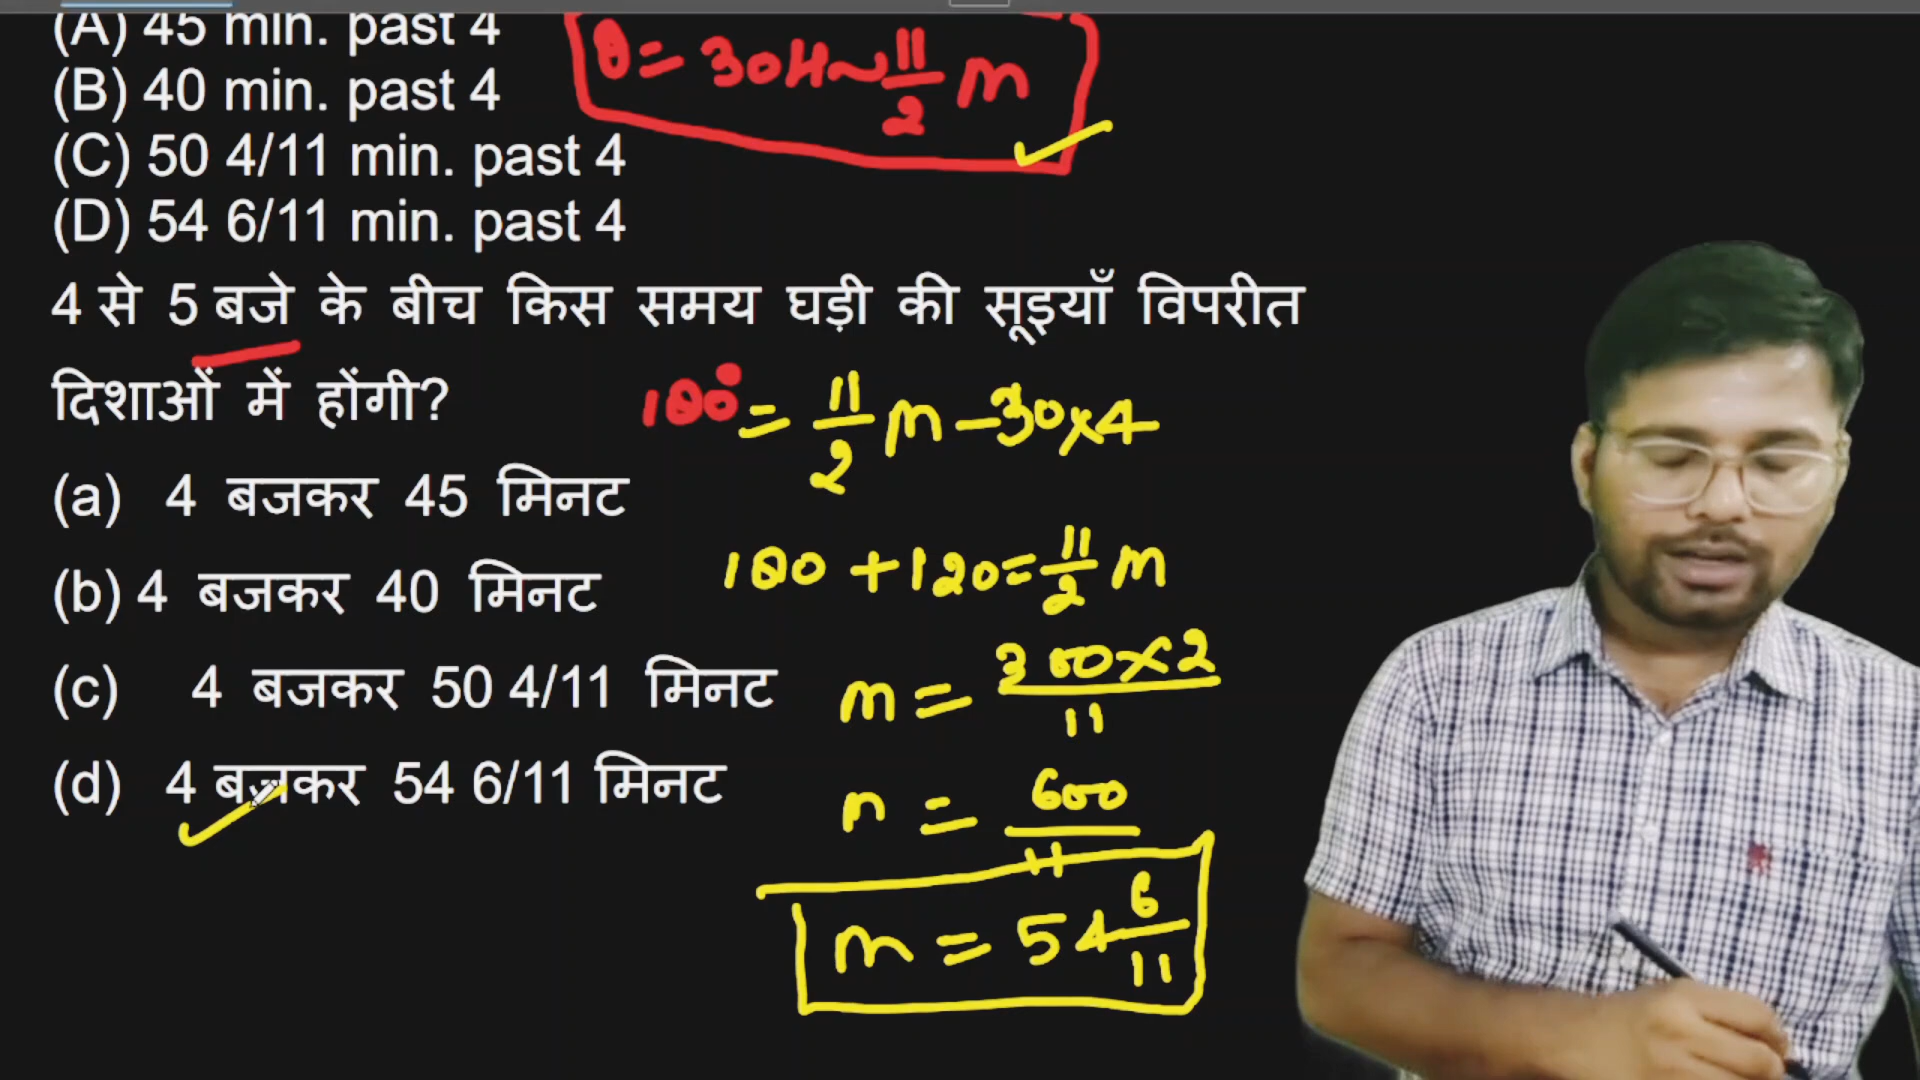 (A) 45 min. past 4
(B) 40 min. past 4
(C) 50 4/11 min. past 4
(D) 54 6/11 min. past 4
θ = 30H ~ 11/2 m
4 से 5 बजे के बीच किस समय घड़ी की सूइयाँ विपरीत
दिशाओं में होंगी?
(a) 4 बजकर 45 मिनट
(b) 4 बजकर 40 मिनट
(c) 4 बजकर 50 4/11 मिनट
(d) 4 बजकर 54 6/11 मिनट
180° = 11/2 m - 30×4
180 + 120 = 11/2 m
m = 300×2/11
m = 600/11
m = 54 6/11